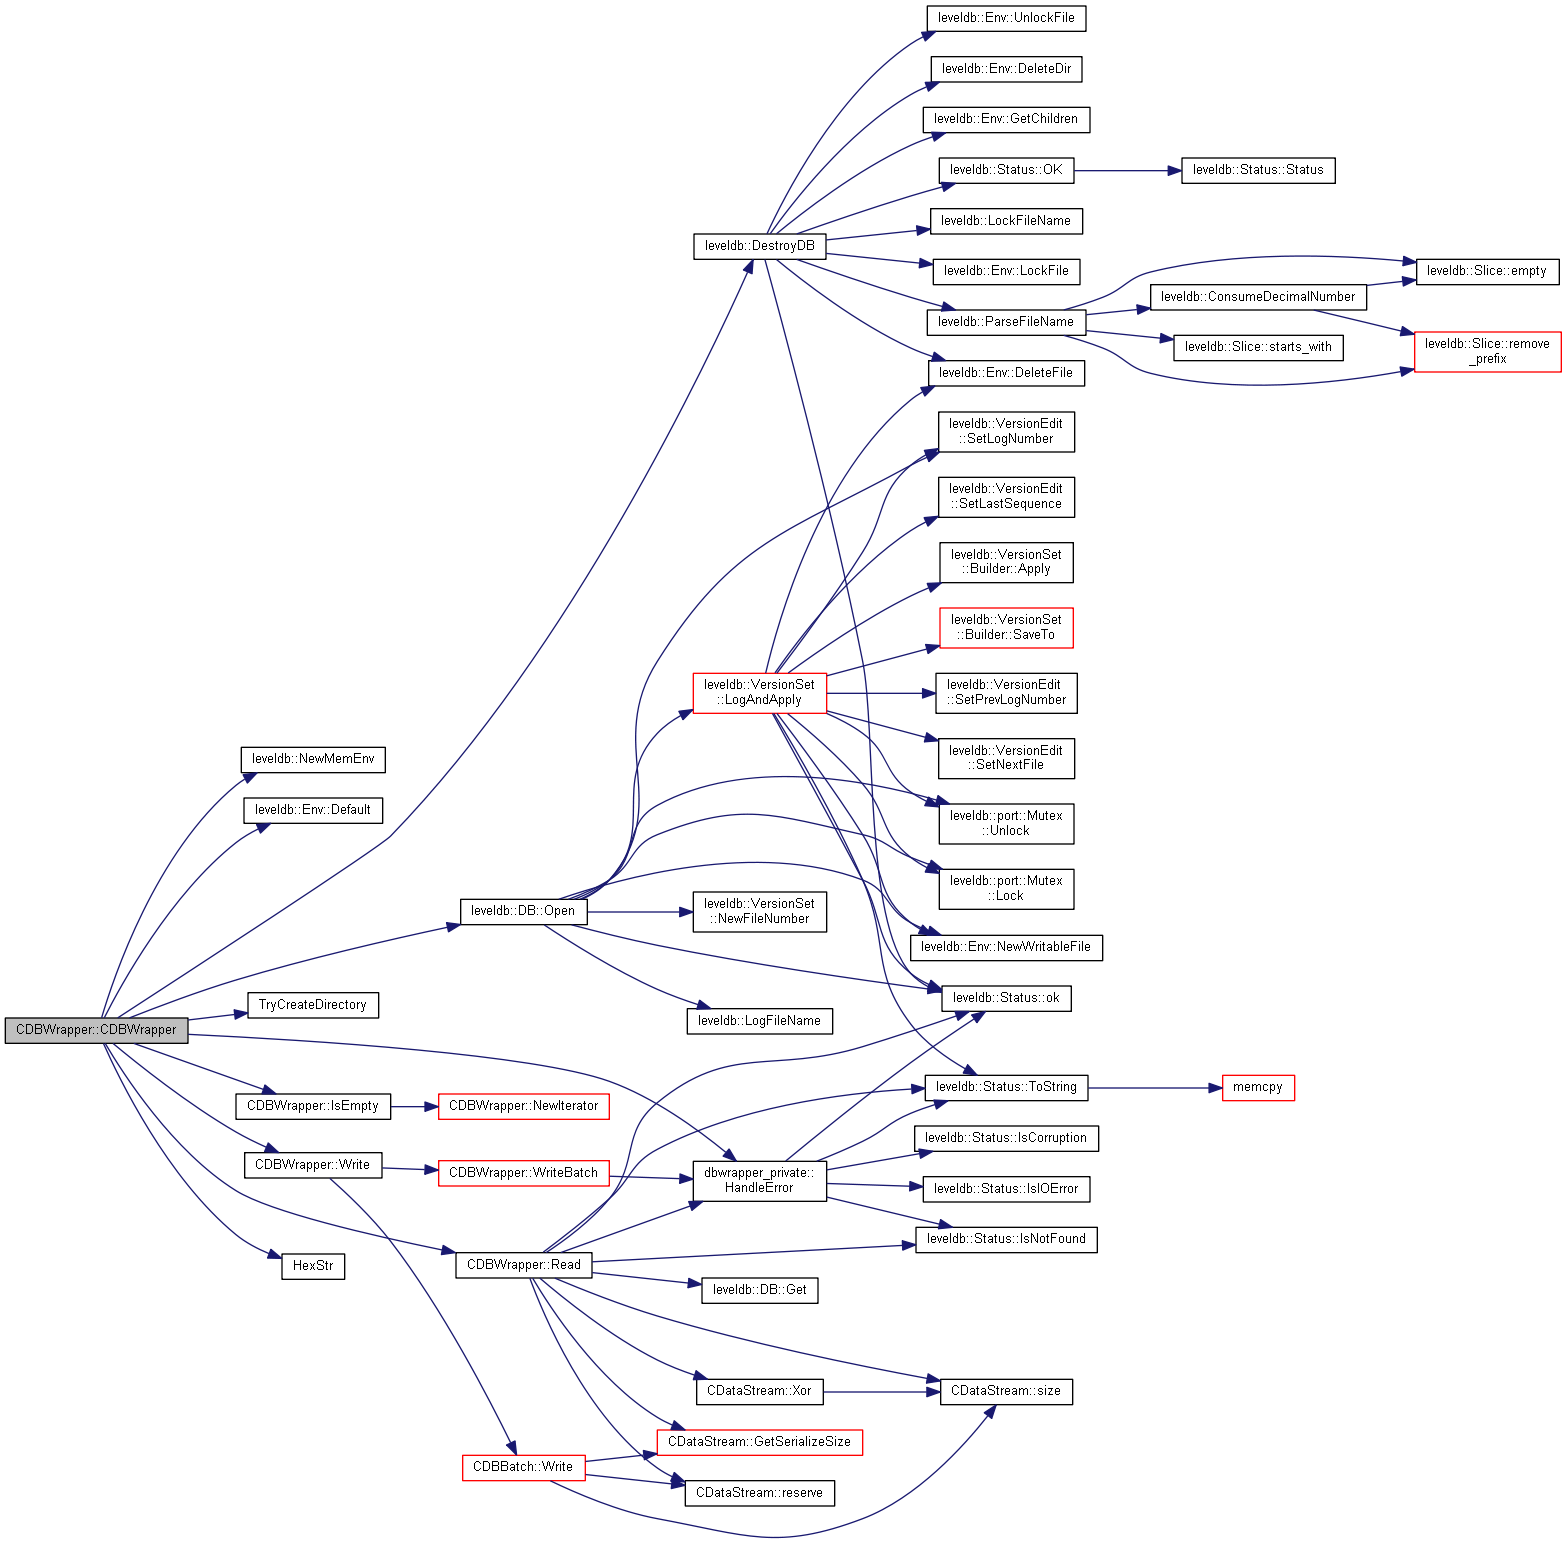 leveldb::Env::UnlockFile
leveldb::Env::DeleteDir
leveldb::Env::GetChildren
leveldb::Status::OK
leveldb::Status::Status
leveldb::LockFileName
leveldb::DestroyDB
leveldb::Env::LockFile
leveldb::Slice::empty
leveldb::ConsumeDecimalNumber
leveldb::ParseFileName
leveldb::Slice::starts_with
leveldb::Slice::remove
_prefix
leveldb::Env::DeleteFile
leveldb::VersionEdit
::SetLogNumber
leveldb::VersionEdit
::SetLastSequence
leveldb::VersionSet
::Builder::Apply
leveldb::VersionSet
::Builder::SaveTo
leveldb::VersionSet
::LogAndApply
leveldb::VersionEdit
::SetPrevLogNumber
leveldb::VersionEdit
::SetNextFile
leveldb::NewMemEnv
leveldb::Env::Default
leveldb::port::Mutex
::Unlock
leveldb::port::Mutex
::Lock
leveldb::DB::Open
leveldb::VersionSet
::NewFileNumber
leveldb::Env::NewWritableFile
leveldb::Status::ok
TryCreateDirectory
leveldb::LogFileName
CDBWrapper::CDBWrapper
leveldb::Status::ToString
memcpy
CDBWrapper::IsEmpty
CDBWrapper::NewIterator
leveldb::Status::IsCorruption
CDBWrapper::Write
CDBWrapper::WriteBatch
dbwrapper_private::
HandleError
leveldb::Status::IsIOError
leveldb::Status::IsNotFound
HexStr
CDBWrapper::Read
leveldb::DB::Get
CDataStream::Xor
CDataStream::size
CDataStream::GetSerializeSize
CDBBatch::Write
CDataStream::reserve